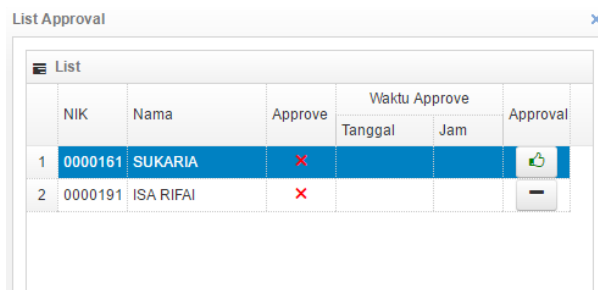 List Approval
List
NIK Nama Approve Waktu Approve Approval
Tanggal Jam
1 0000161 SUKARIA
2 0000191 ISA RIFAI